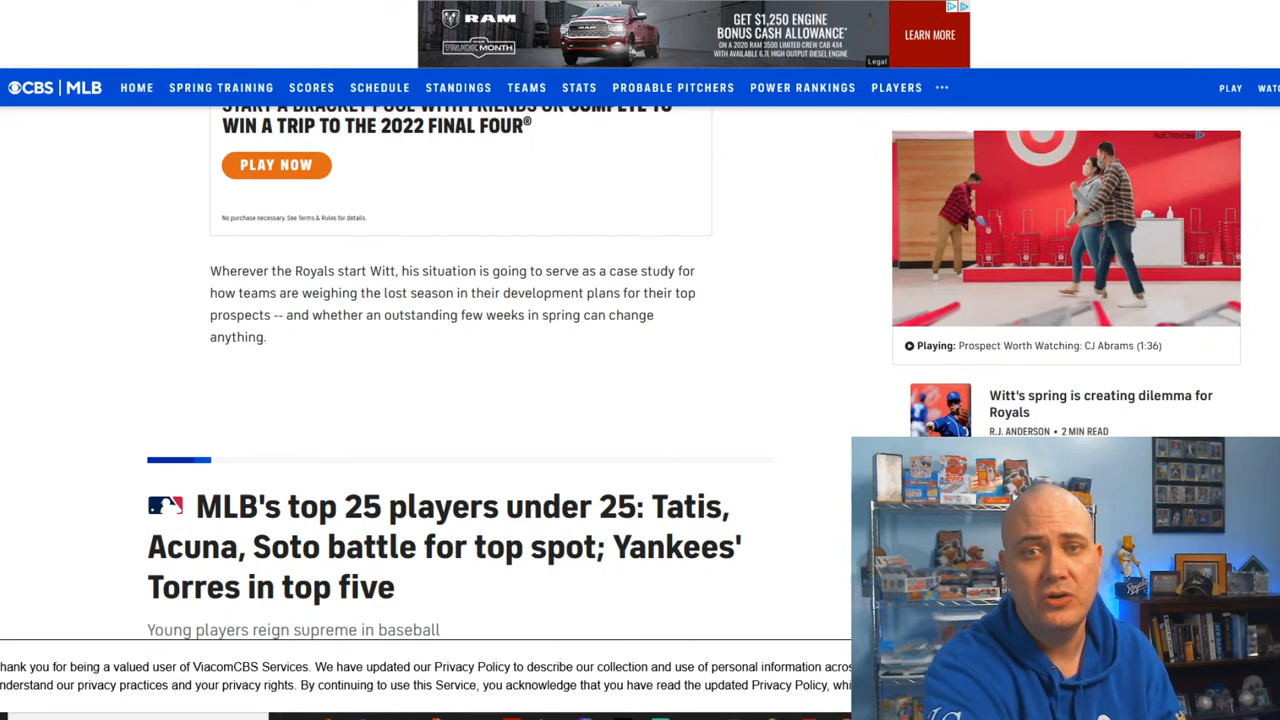 RAM
TRUCK MONTH
GET $1,250 ENGINE
BONUS CASH ALLOWANCE*
ON A 2020 RAM 3500 LIMITED CREW CAB 4X4
WITH AVAILABLE 6.7L HIGH OUTPUT DIESEL ENGINE
Legal
LEARN MORE
CBS | MLB
HOME
SPRING TRAINING
SCORES
SCHEDULE
STANDINGS
TEAMS
STATS
PROBABLE PITCHERS
POWER RANKINGS
PLAYERS
PLAY
WATC
START A BRACKET POOL WITH FRIENDS OR COMPETE TO
WIN A TRIP TO THE 2022 FINAL FOUR®
PLAY NOW
No purchase necessary. See Terms & Rules for details.
AdChoices
Wherever the Royals start Witt, his situation is going to serve as a case study for
how teams are weighing the lost season in their development plans for their top
prospects -- and whether an outstanding few weeks in spring can change
anything.
Playing: Prospect Worth Watching: CJ Abrams (1:36)
Witt's spring is creating dilemma for
Royals
R.J. ANDERSON • 2 MIN READ
MLB's top 25 players under 25: Tatis,
Acuna, Soto battle for top spot; Yankees'
Torres in top five
Young players reign supreme in baseball
hank you for being a valued user of ViacomCBS Services. We have updated our Privacy Policy to describe our collection and use of personal information acros
nderstand our privacy practices and your privacy rights. By continuing to use this Service, you acknowledge that you have read the updated Privacy Policy, whi
Royals